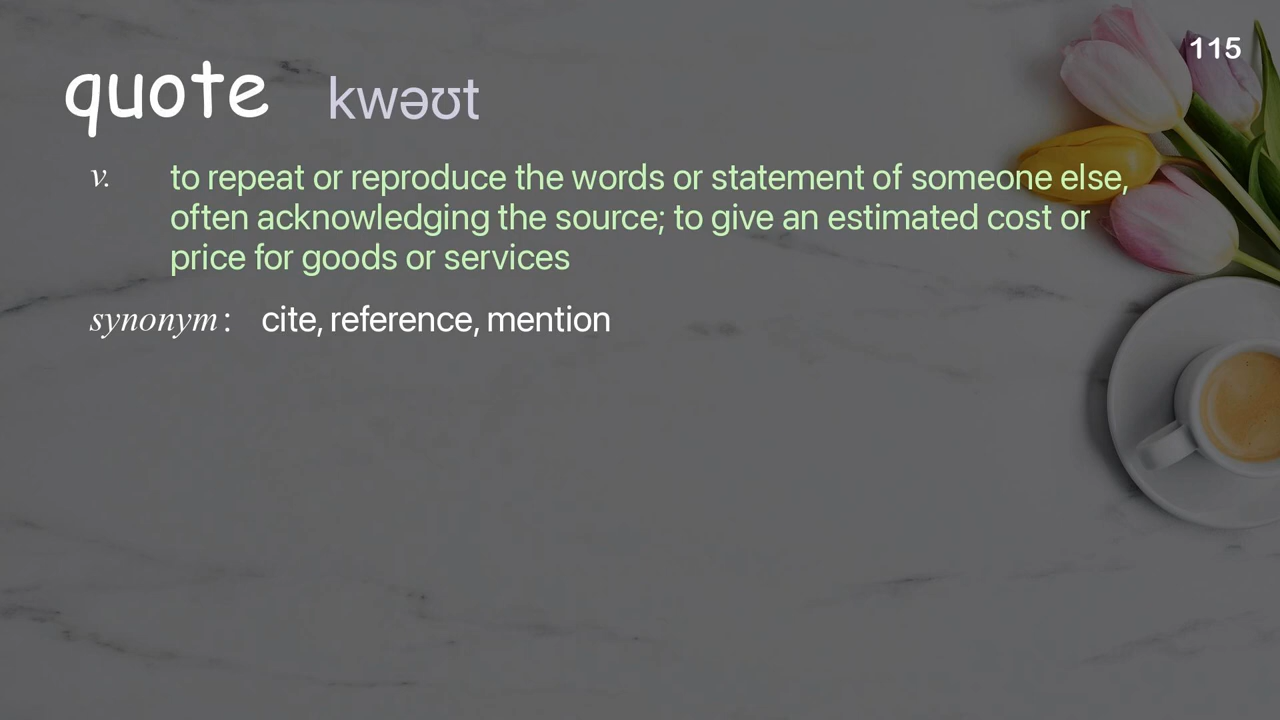 115
quote kwəʊt
v. to repeat or reproduce the words or statement of someone else,
often acknowledging the source; to give an estimated cost or
price for goods or services
synonym: cite, reference, mention